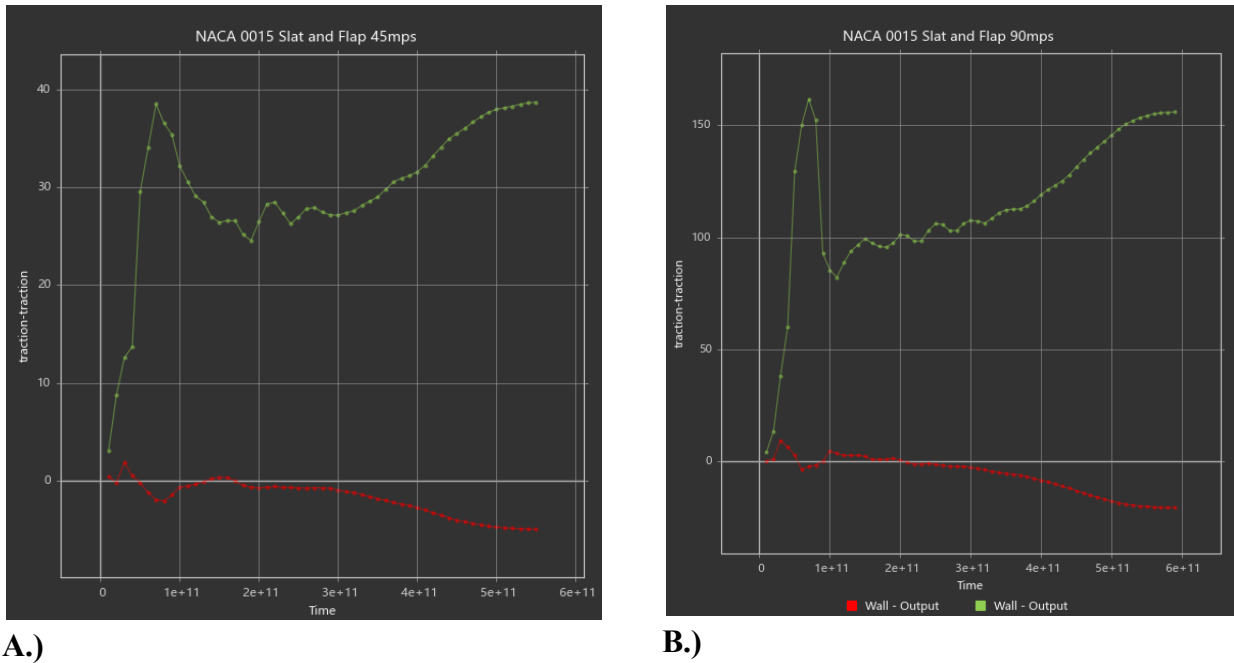 NACA 0015 Slat and Flap 45mps
traction-traction
40
30
20
10
0
0 1e+11 2e+11 3e+11 4e+11 5e+11 6e+11
Time
A.)
NACA 0015 Slat and Flap 90mps
traction-traction
150
100
50
0
0 1e+11 2e+11 3e+11 4e+11 5e+11 6e+11
Time
Wall - Output Wall - Output
B.)